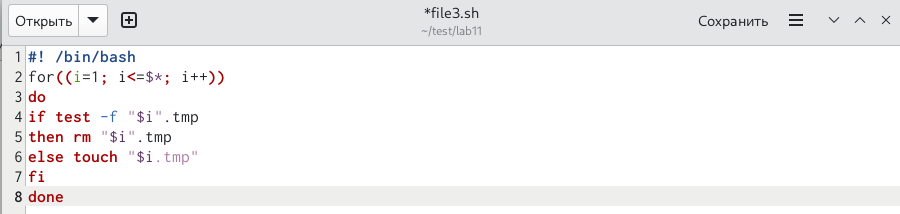 Открыть *file3.sh Сохранить
~/test/lab11
1 #! /bin/bash
2 for((i=1; i<=$*; i++))
3 do
4 if test -f "$i".tmp
5 then rm "$i".tmp
6 else touch "$i.tmp"
7 fi
8 done